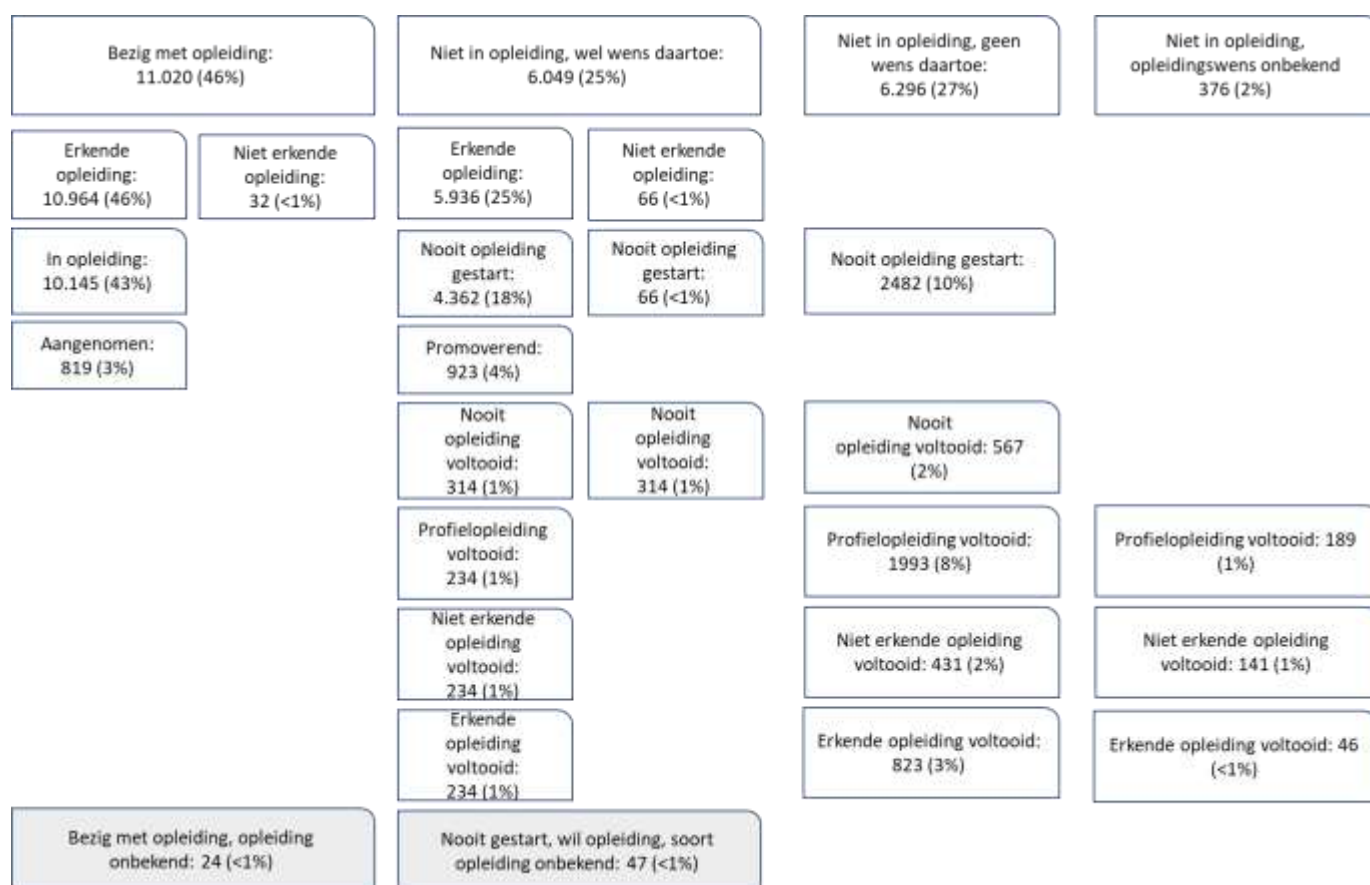 Bezig met opleiding:
11.020 (46%)
Niet in opleiding, wel wens daartoe:
6.049 (25%)
Niet in opleiding, geen
wens daartoe:
6.296 (27%)
Niet in opleiding,
opleidingswens onbekend
376 (2%)
Erkende
opleiding:
10.964 (46%)
Niet erkende
opleiding:
32 (<1%)
Erkende
opleiding:
5.936 (25%)
Niet erkende
opleiding:
66 (<1%)
In opleiding:
10.145 (43%)
Nooit opleiding
gestart:
4.362 (18%)
Nooit opleiding
gestart:
66 (<1%)
Nooit opleiding gestart:
2482 (10%)
Aangenomen:
819 (3%)
Promoverend:
923 (4%)
Nooit
opleiding
voltooid:
314 (1%)
Nooit
opleiding
voltooid:
314 (1%)
Nooit
opleiding voltooid: 567
(2%)
Profielopleiding
voltooid:
234 (1%)
Profielopleiding voltooid:
1993 (8%)
Profielopleiding voltooid: 189
(1%)
Niet erkende
opleiding
voltooid:
234 (1%)
Niet erkende opleiding
voltooid: 431 (2%)
Niet erkende opleiding
voltooid: 141 (1%)
Erkende
opleiding
voltooid:
234 (1%)
Erkende opleiding voltooid:
823 (3%)
Erkende opleiding voltooid: 46
(<1%)
Bezig met opleiding, opleiding
onbekend: 24 (<1%)
Nooit gestart, wil opleiding, soort
opleiding onbekend: 47 (<1%)